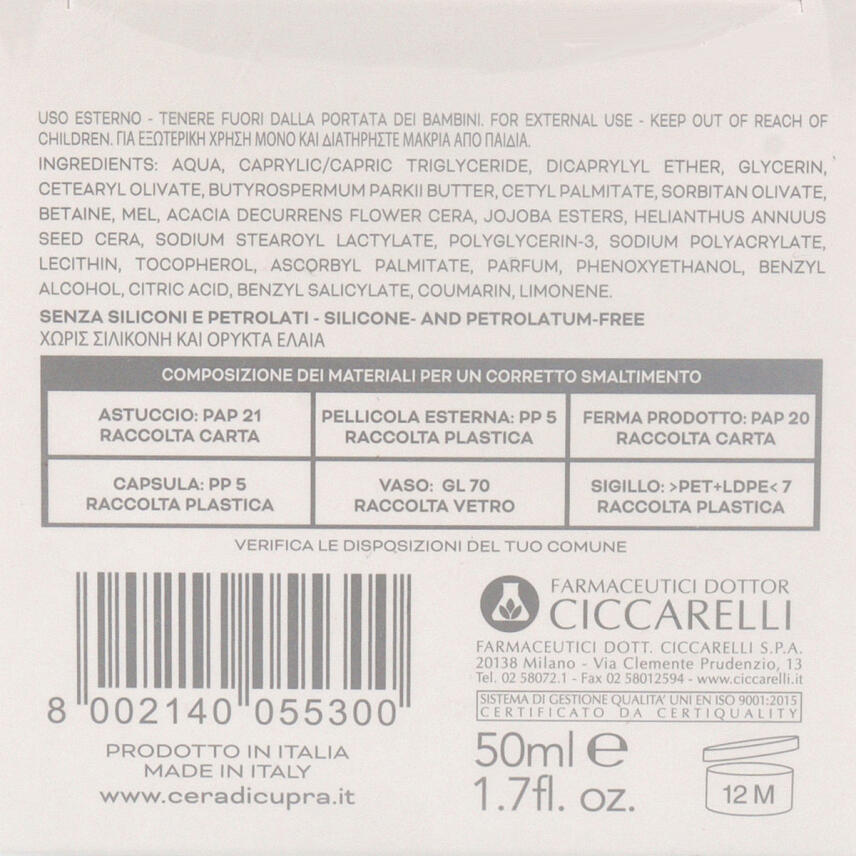 USO ESTERNO - TENERE FUORI DALLA PORTATA DEI BAMBINI. FOR EXTERNAL USE - KEEP OUT OF REACH OF
CHILDREN. ΓΙΑ ΕΞΩΤΕΡΙΚΗ ΧΡΗΣΗ ΜΟΝΟ ΚΑΙ ΔΙΑΤΗΡΗΣΤΕ ΜΑΚΡΙΑ ΑΠΟ ΠΑΙΔΙΑ.
INGREDIENTS: AQUA, CAPRYLIC/CAPRIC TRIGLYCERIDE, DICAPRYLYL ETHER, GLYCERIN,
CETEARYL OLIVATE, BUTYROSPERMUM PARKII BUTTER, CETYL PALMITATE, SORBITAN OLIVATE,
BETAINE, MEL, ACACIA DECURRENS FLOWER CERA, JOJOBA ESTERS, HELIANTHUS ANNUUS
SEED CERA, SODIUM STEAROYL LACTYLATE, POLYGLYCERIN-3, SODIUM POLYACRYLATE,
LECITHIN, TOCOPHEROL, ASCORBYL PALMITATE, PARFUM, PHENOXYETHANOL, BENZYL
ALCOHOL, CITRIC ACID, BENZYL SALICYLATE, COUMARIN, LIMONENE.
SENZA SILICONI E PETROLATI - SILICONE- AND PETROLATUM-FREE
ΧΩΡΙΣ ΣΙΛΙΚΟΝΗ ΚΑΙ ΟΡΥΚΤΑ ΕΛΑΙΑ
COMPOSIZIONE DEI MATERIALI PER UN CORRETTO SMALTIMENTO
ASTUCCIO: PAP 21
RACCOLTA CARTA
PELLICOLA ESTERNA: PP 5
RACCOLTA PLASTICA
FERMA PRODOTTO: PAP 20
RACCOLTA CARTA
CAPSULA: PP 5
RACCOLTA PLASTICA
VASO: GL 70
RACCOLTA VETRO
SIGILLO: >PET+LDPE< 7
RACCOLTA PLASTICA
VERIFICA LE DISPOSIZIONI DEL TUO COMUNE
8 002140 055300
PRODOTTO IN ITALIA
MADE IN ITALY
www.ceradicupra.it
FARMACEUTICI DOTTOR
CICCARELLI
FARMACEUTICI DOTT. CICCARELLI S.P.A.
20138 Milano - Via Clemente Prudenzio, 13
Tel. 02 58072.1 - Fax 02 58012594 - www.ciccarelli.it
SISTEMA DI GESTIONE QUALITA' UNI EN ISO 9001:2015
CERTIFICATO DA CERTIQUALITY
50ml e
1.7fl. oz.
12 M